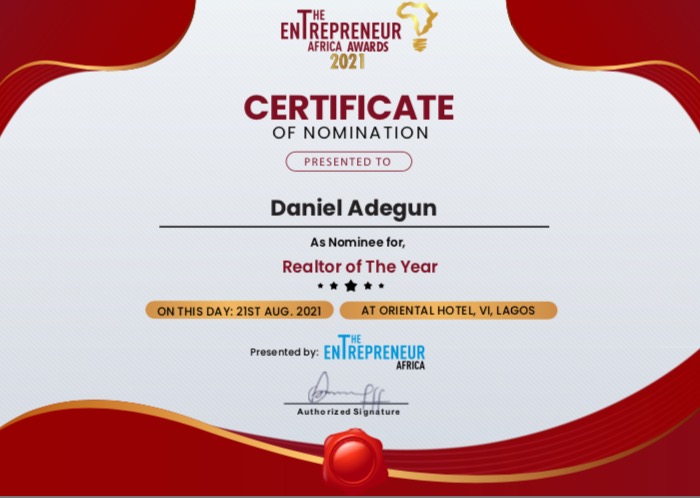 THE
ENTREPRENEUR
AFRICA AWARDS
2021
CERTIFICATE
OF NOMINATION
PRESENTED TO
Daniel Adegun
As Nominee for,
Realtor of The Year
ON THIS DAY: 21ST AUG. 2021 AT ORIENTAL HOTEL, VI, LAGOS
Presented by: THE ENTREPRENEUR
AFRICA
Authorized Signature